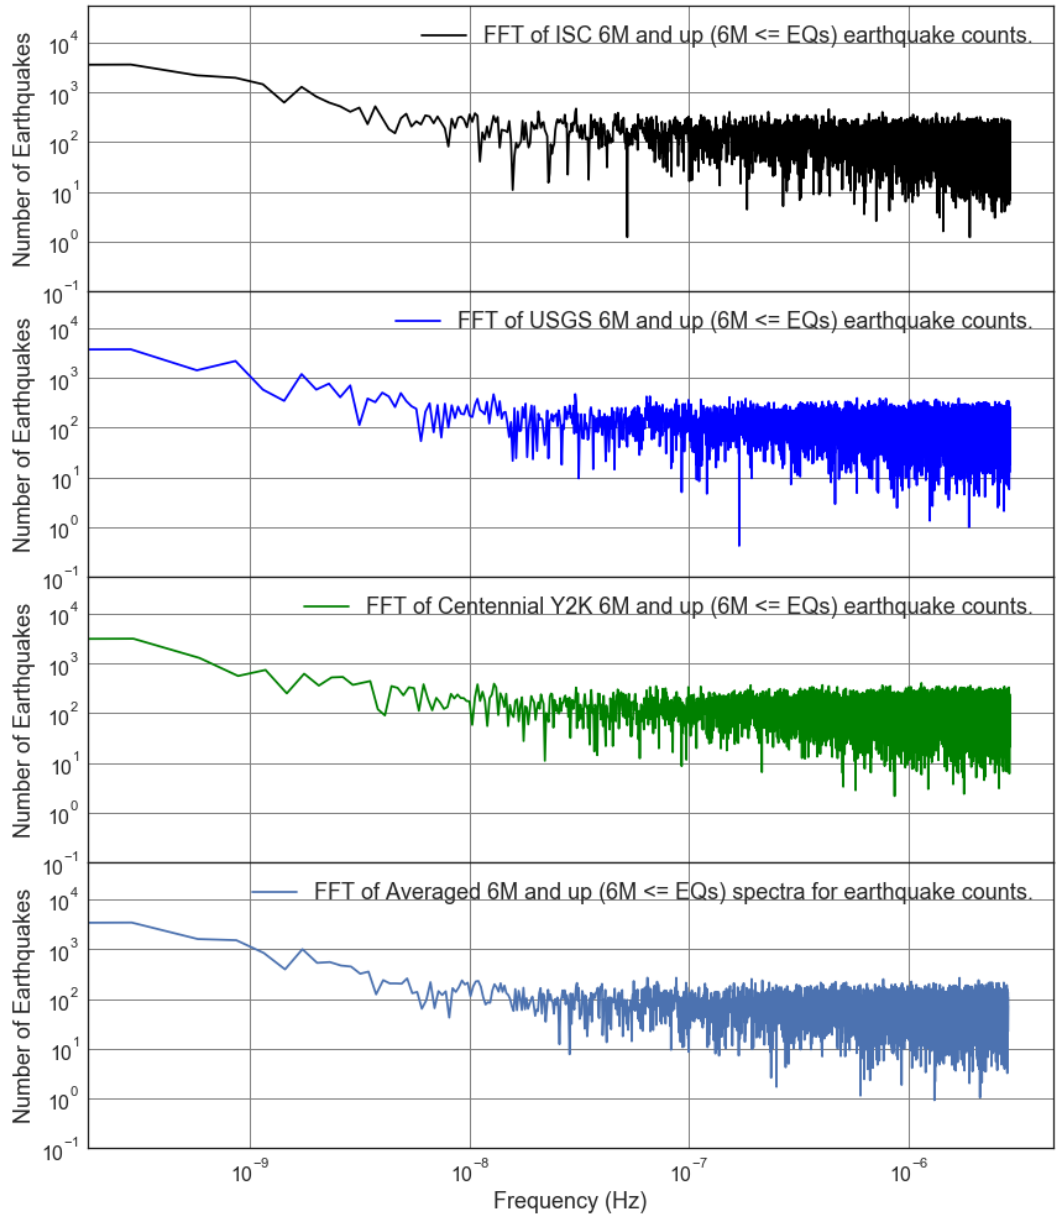 FFT of ISC 6M and up (6M <= EQs) earthquake counts.
Number of Earthquakes
10^4
10^3
10^2
10^1
10^0
10^-1
FFT of USGS 6M and up (6M <= EQs) earthquake counts.
Number of Earthquakes
10^4
10^3
10^2
10^1
10^0
10^-1
FFT of Centennial Y2K 6M and up (6M <= EQs) earthquake counts.
Number of Earthquakes
10^4
10^3
10^2
10^1
10^0
10^-1
FFT of Averaged 6M and up (6M <= EQs) spectra for earthquake counts.
Number of Earthquakes
10^4
10^3
10^2
10^1
10^0
10^-1
10^-9 10^-8 10^-7 10^-6
Frequency (Hz)